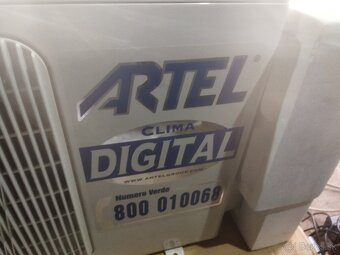 ARTEL
CLIMA
DIGITAL
WWW.ARTELGROUP.COM
Numero Verde
800 010068